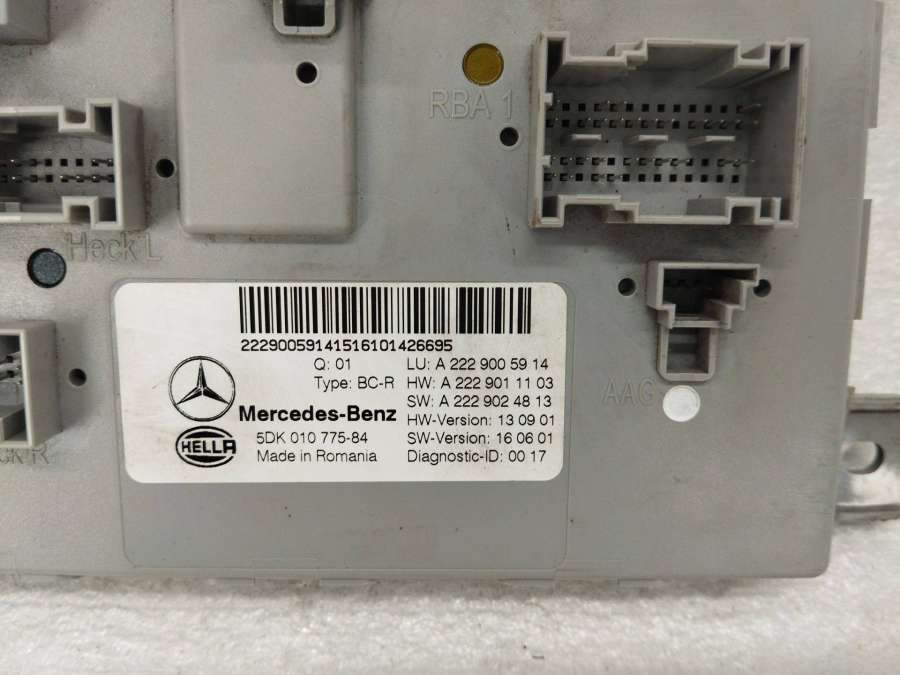 RBA 1
Heck L
222900591415161014​26695
Q: 01
Type: BC-R
LU: A 222 900 59 14
HW: A 222 901 11 03
SW: A 222 902 48 13
Mercedes-Benz
HW-Version: 13 09 01
HELLA
5DK 010 775-84
SW-Version: 16 06 01
Made in Romania
Diagnostic-ID: 00 17
AAG